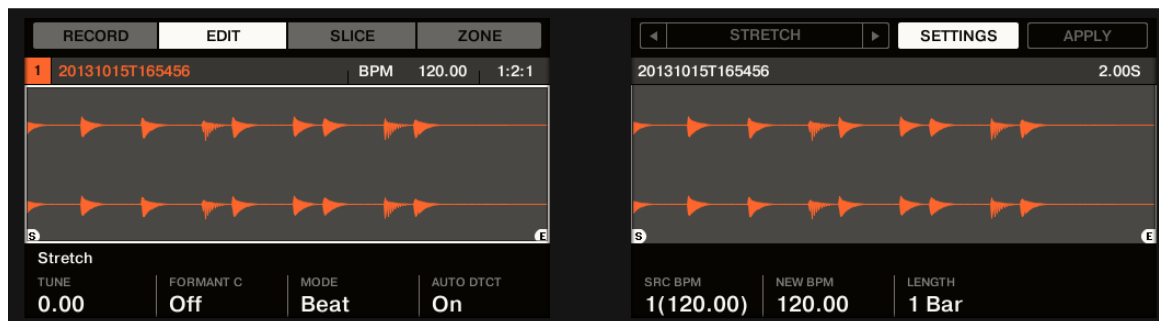 RECORD EDIT SLICE ZONE
1 20131015T165456 BPM 120.00 1:2:1
S E
Stretch
TUNE FORMANT C MODE AUTO DTCT
0.00 Off Beat On
STRETCH SETTINGS APPLY
20131015T165456 2.00S
S E
SRC BPM NEW BPM LENGTH
1(120.00) 120.00 1 Bar